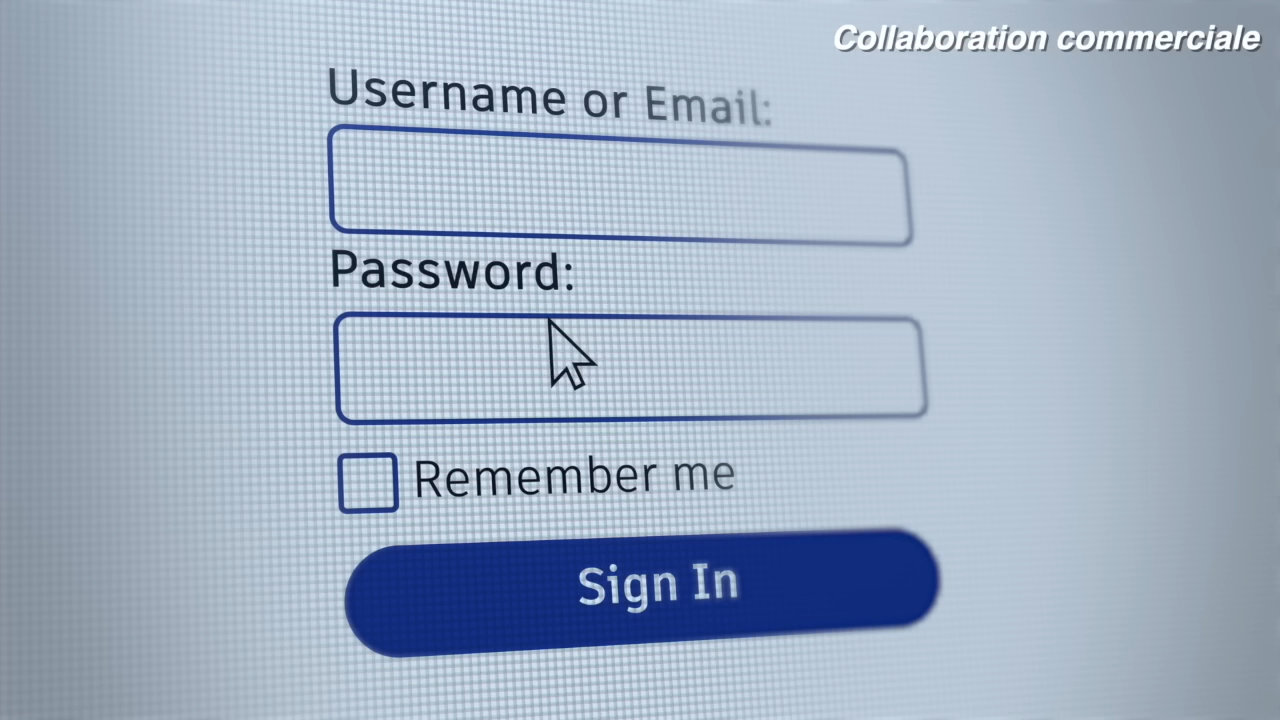 Collaboration commerciale
Username or Email:
Password:
Remember me
Sign In